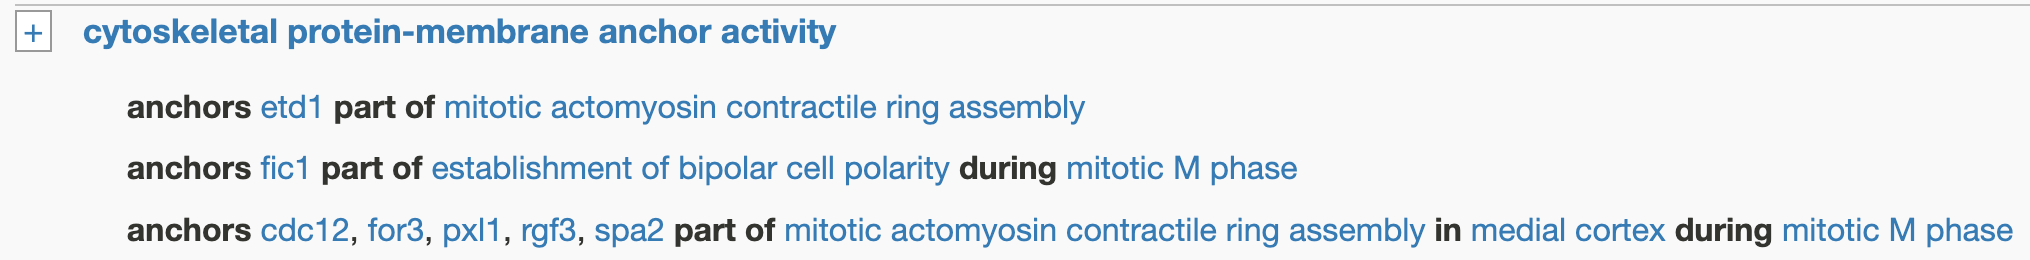 + cytoskeletal protein-membrane anchor activity
anchors etd1 part of mitotic actomyosin contractile ring assembly
anchors fic1 part of establishment of bipolar cell polarity during mitotic M phase
anchors cdc12, for3, pxl1, rgf3, spa2 part of mitotic actomyosin contractile ring assembly in medial cortex during mitotic M phase